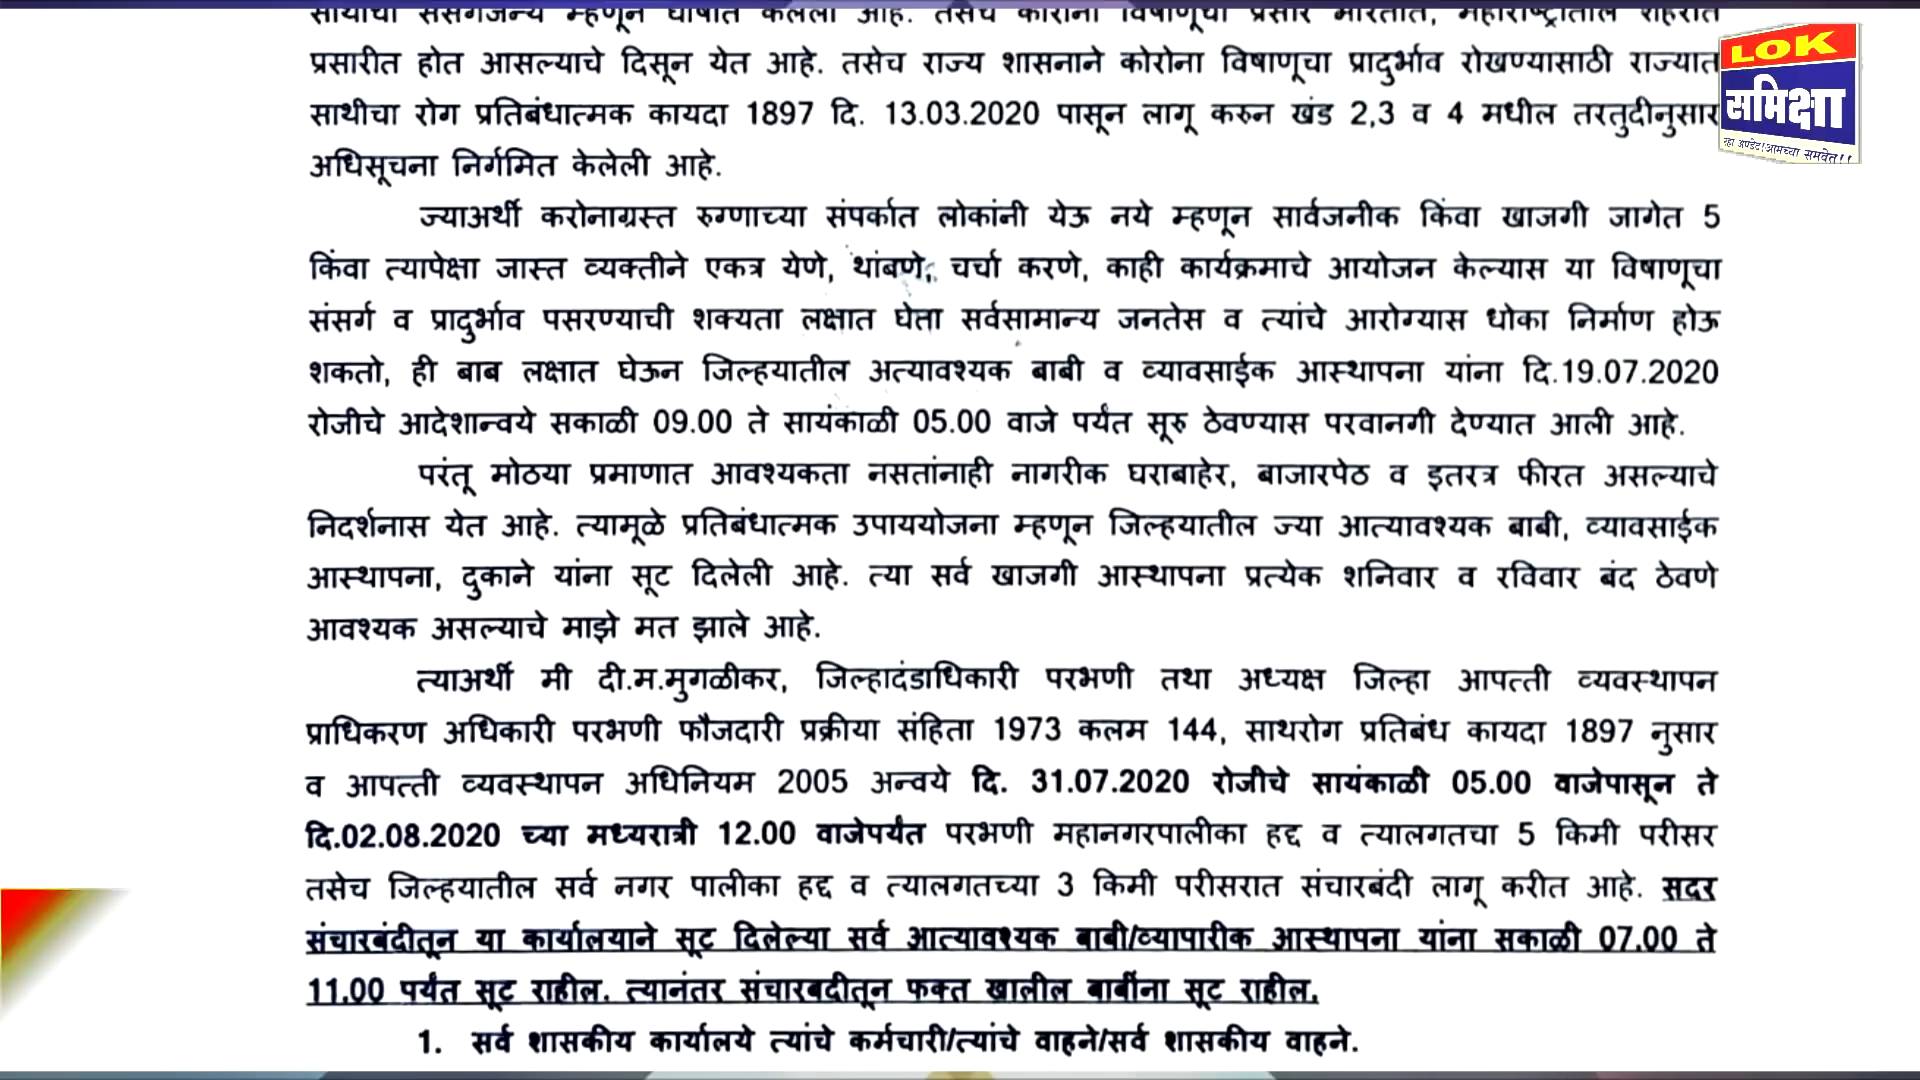 म्हणून घोषीत केलेली आहे. तसेच कोरोना विषाणूचा प्रसार भारतात, महाराष्ट्रातील शहरात
प्रसारीत होत आसल्याचे दिसून येत आहे. तसेच राज्य शासनाने कोरोना विषाणूचा प्रादुर्भाव रोखण्यासाठी राज्यात
साथीचा रोग प्रतिबंधात्मक कायदा 1897 दि. 13.03.2020 पासून लागू करुन खंड 2,3 व 4 मधील तरतुदीनुसार
अधिसूचना निर्गमित केलेली आहे.
ज्याअर्थी करोनाग्रस्त रुग्णाच्या संपर्कात लोकांनी येऊ नये म्हणून सार्वजनीक किंवा खाजगी जागेत 5
किंवा त्यापेक्षा जास्त व्यक्तीने एकत्र येणे, थांबणे, चर्चा करणे, काही कार्यक्रमाचे आयोजन केल्यास या विषाणूचा
संसर्ग व प्रादुर्भाव पसरण्याची शक्यता लक्षात घेता सर्वसामान्य जनतेस व त्यांचे आरोग्यास धोका निर्माण होऊ
शकतो, ही बाब लक्षात घेऊन जिल्हयातील अत्यावश्यक बाबी व व्यावसाईक आस्थापना यांना दि.19.07.2020
रोजीचे आदेशान्वये सकाळी 09.00 ते सायंकाळी 05.00 वाजे पर्यंत सूरु ठेवण्यास परवानगी देण्यात आली आहे.
परंतू मोठया प्रमाणात आवश्यकता नसतांनाही नागरीक घराबाहेर, बाजारपेठ व इतरत्र फीरत असल्याचे
निदर्शनास येत आहे. त्यामूळे प्रतिबंधात्मक उपाययोजना म्हणून जिल्हयातील ज्या आत्यावश्यक बाबी, व्यावसाईक
आस्थापना, दुकाने यांना सूट दिलेली आहे. त्या सर्व खाजगी आस्थापना प्रत्येक शनिवार व रविवार बंद ठेवणे
आवश्यक असल्याचे माझे मत झाले आहे.
त्याअर्थी मी दी.म.मुगळीकर, जिल्हादंडाधिकारी परभणी तथा अध्यक्ष जिल्हा आपत्ती व्यवस्थापन
प्राधिकरण अधिकारी परभणी फौजदारी प्रक्रीया संहिता 1973 कलम 144, साथरोग प्रतिबंध कायदा 1897 नुसार
व आपत्ती व्यवस्थापन अधिनियम 2005 अन्वये दि. 31.07.2020 रोजीचे सायंकाळी 05.00 वाजेपासून ते
दि.02.08.2020 च्या मध्यरात्री 12.00 वाजेपर्यंत परभणी महानगरपालीका हद्द व त्यालगतचा 5 किमी परीसर
तसेच जिल्हयातील सर्व नगर पालीका हद्द व त्यालगतच्या 3 किमी परीसरात संचारबंदी लागू करीत आहे. सदर
संचारबंदीतून या कार्यालयाने सूट दिलेल्या सर्व आत्यावश्यक बाबी/व्यापारीक आस्थापना यांना सकाळी 07.00 ते
11.00 पर्यंत सूट राहील. त्यानंतर संचारबदीतून फक्त खालील बाबींना सूट राहील.
1. सर्व शासकीय कार्यालये त्यांचे कर्मचारी/त्यांचे वाहने/सर्व शासकीय वाहने.
LOK
समिक्षा
रहा अपडेट!आमच्या समवेत!!